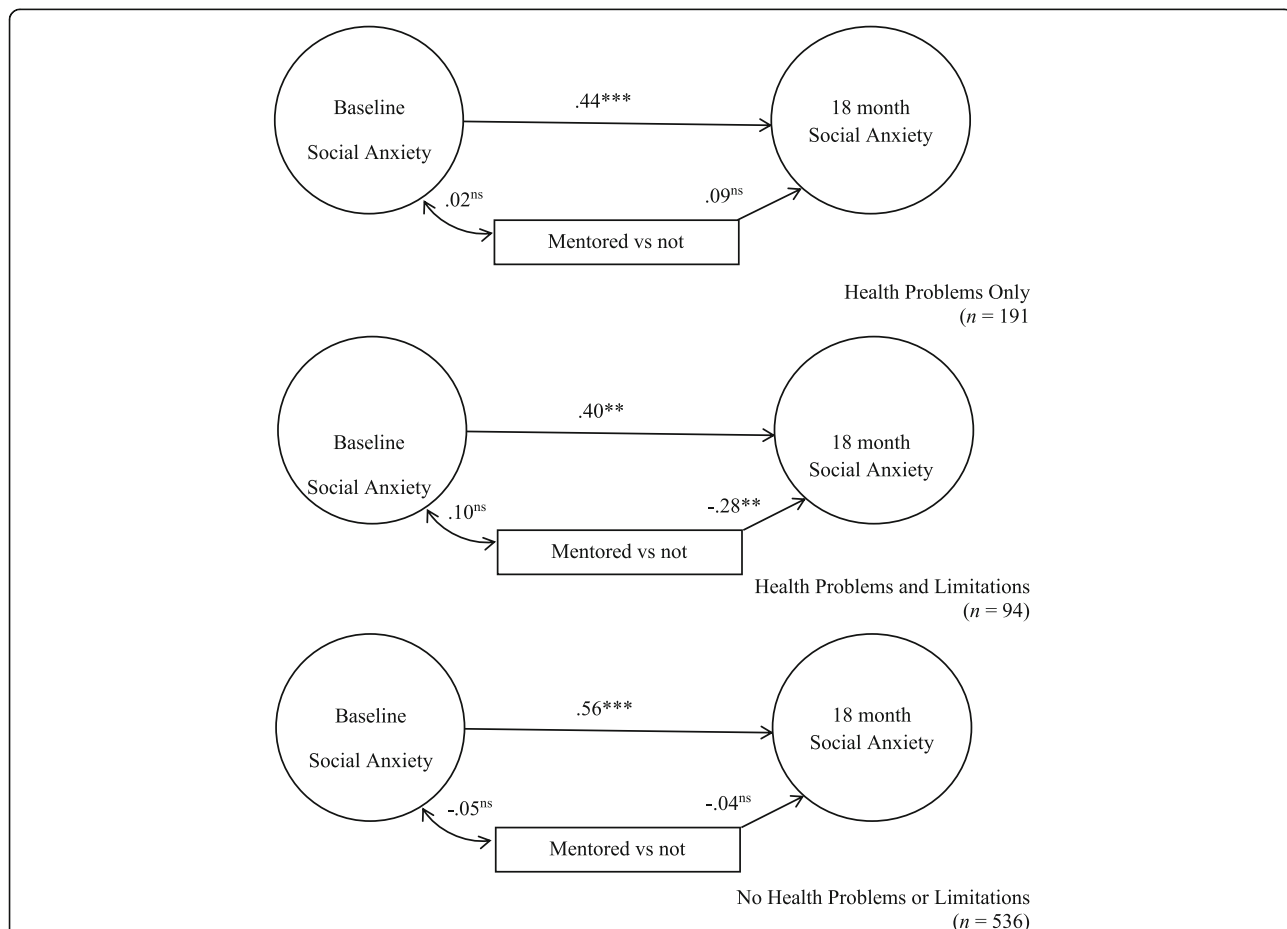 Baseline
Social Anxiety
.44***
18 month
Social Anxiety
.02ns
.09ns
Mentored vs not
Health Problems Only
(n = 191
Baseline
Social Anxiety
.40**
18 month
Social Anxiety
.10ns
-.28**
Mentored vs not
Health Problems and Limitations
(n = 94)
Baseline
Social Anxiety
.56***
18 month
Social Anxiety
-.05ns
-.04ns
Mentored vs not
No Health Problems or Limitations
(n = 536)